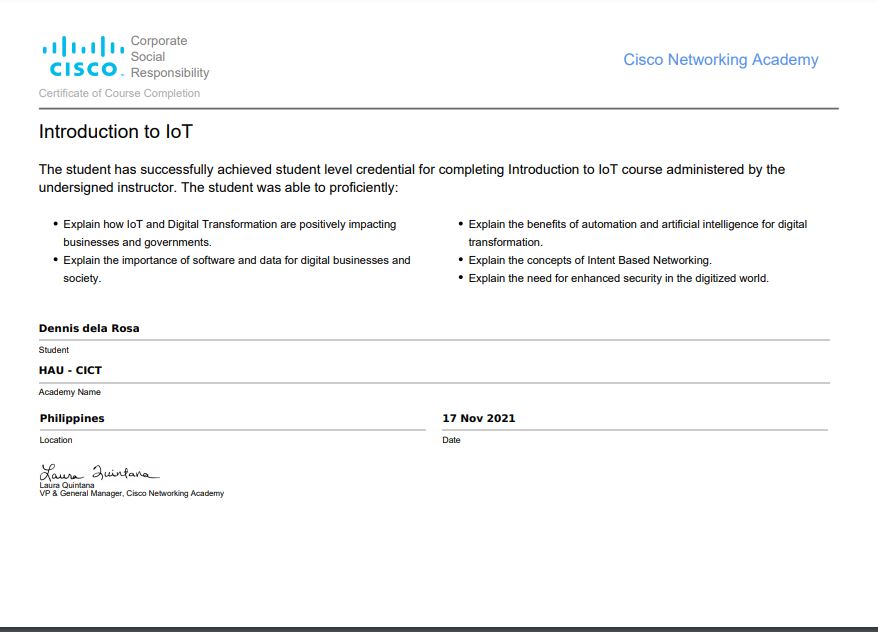 Corporate
Social
Responsibility
CISCO
Cisco Networking Academy
Certificate of Course Completion
Introduction to IoT
The student has successfully achieved student level credential for completing Introduction to IoT course administered by the
undersigned instructor. The student was able to proficiently:
• Explain how IoT and Digital Transformation are positively impacting
businesses and governments.
• Explain the importance of software and data for digital businesses and
society.
• Explain the benefits of automation and artificial intelligence for digital
transformation.
• Explain the concepts of Intent Based Networking.
• Explain the need for enhanced security in the digitized world.
Dennis dela Rosa
Student
HAU - CICT
Academy Name
Philippines
Location
17 Nov 2021
Date
Laura Quintana
Laura Quintana
VP & General Manager, Cisco Networking Academy